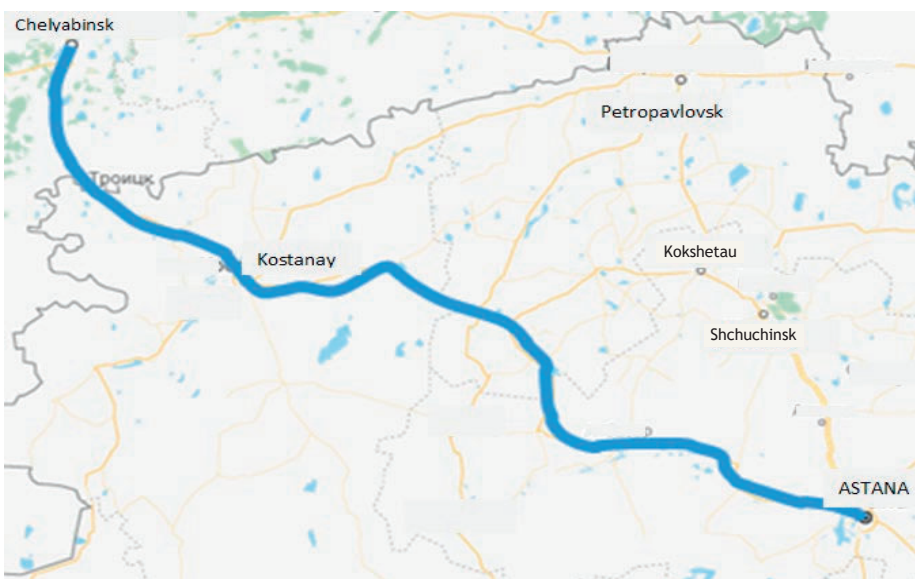 Chelyabinsk
Petropavlovsk
Троицк
Kostanay
Kokshetau
Shchuchinsk
ASTANA